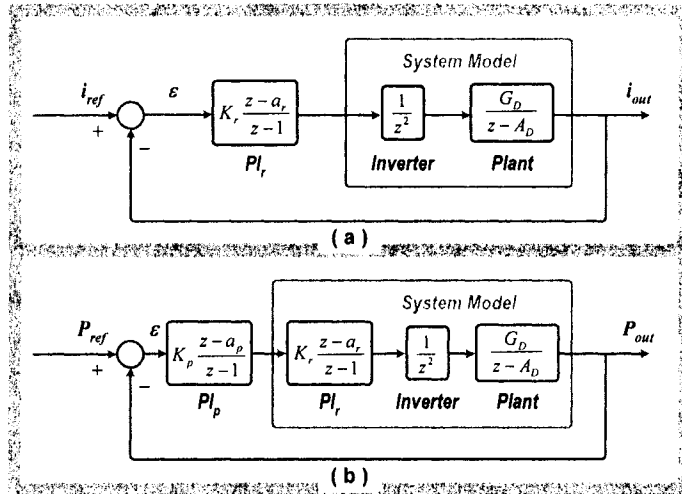 System Model
i_ref
ε
K_r (z − a_r)/(z − 1)
1/z²
G_D/(z − A_D)
i_out
+
−
PI_r
Inverter
Plant
( a )
System Model
P_ref
ε
K_p (z − a_p)/(z − 1)
K_r (z − a_r)/(z − 1)
1/z²
G_D/(z − A_D)
P_out
+
−
PI_p
PI_r
Inverter
Plant
( b )